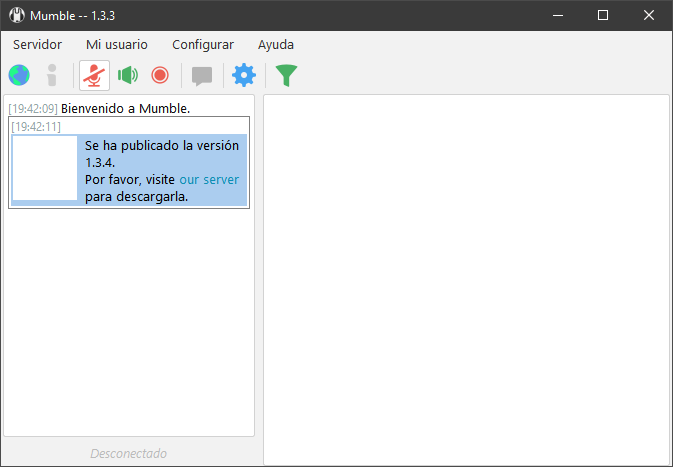 Mumble -- 1.3.3
Servidor Mi usuario Configurar Ayuda
[19:42:09] Bienvenido a Mumble.
[19:42:11]
Se ha publicado la versión
1.3.4.
Por favor, visite our server
para descargarla.
Desconectado